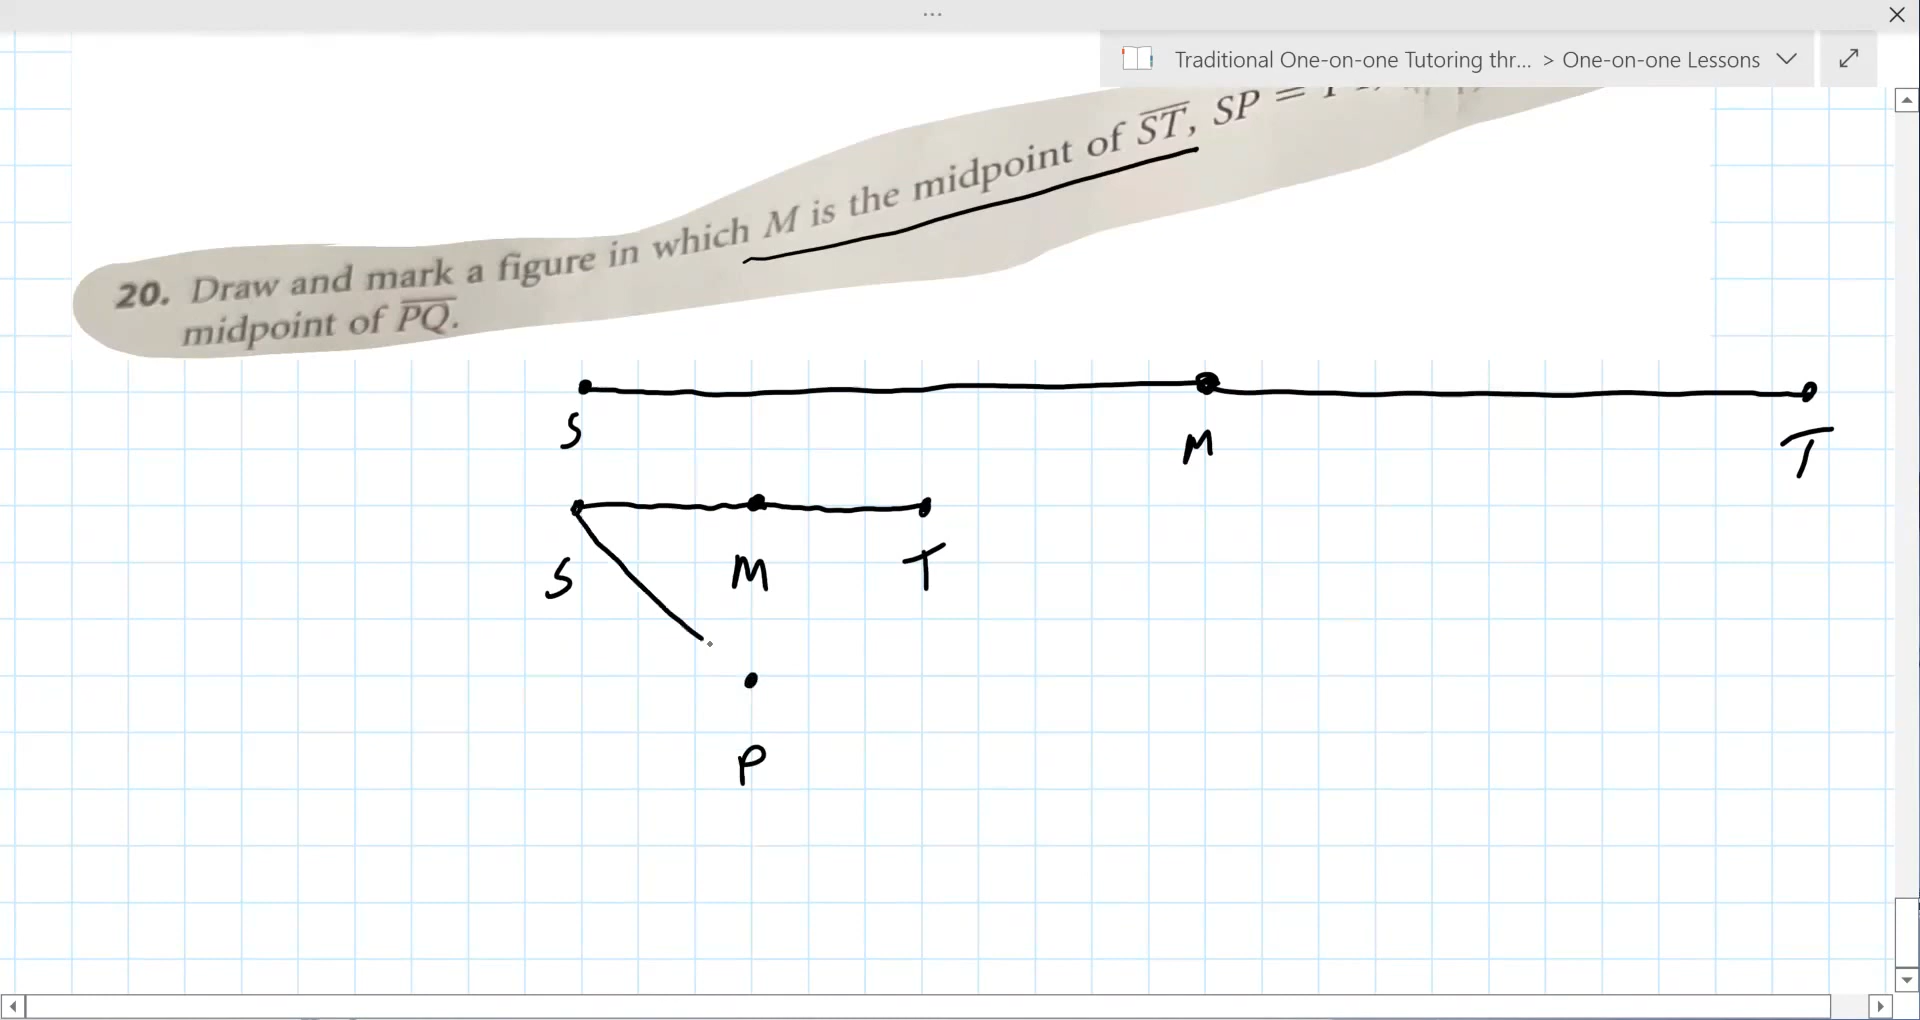 ...
Traditional One-on-one Tutoring thr... > One-on-one Lessons
20. Draw and mark a figure in which M is the midpoint of ST, SP =
midpoint of PQ.
S M T
S M T
P